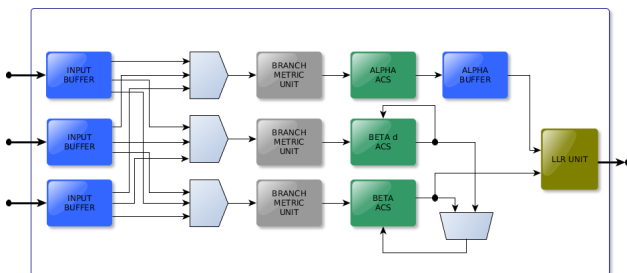 INPUT
BUFFER
BRANCH
METRIC
UNIT
ALPHA
ACS
ALPHA
BUFFER
INPUT
BUFFER
BRANCH
METRIC
UNIT
BETA d
ACS
LLR UNIT
INPUT
BUFFER
BRANCH
METRIC
UNIT
BETA
ACS